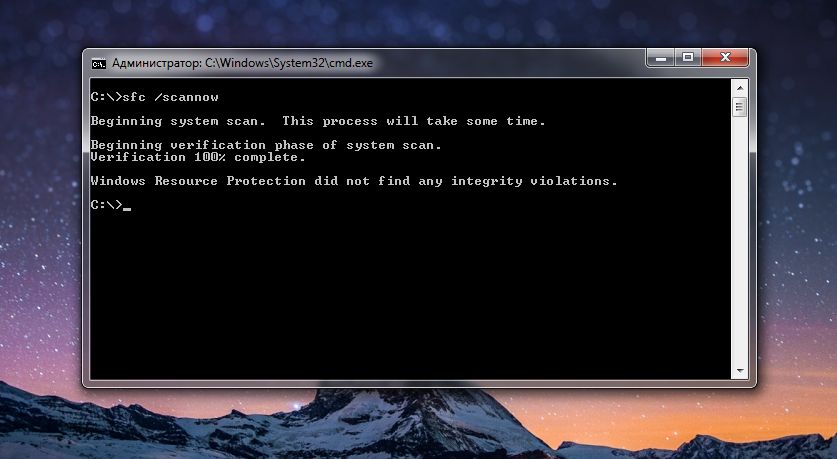 Администратор: C:\Windows\System32\cmd.exe
C:\>sfc /scannow
Beginning system scan.  This process will take some time.
Beginning verification phase of system scan.
Verification 100% complete.
Windows Resource Protection did not find any integrity violations.
C:\>_